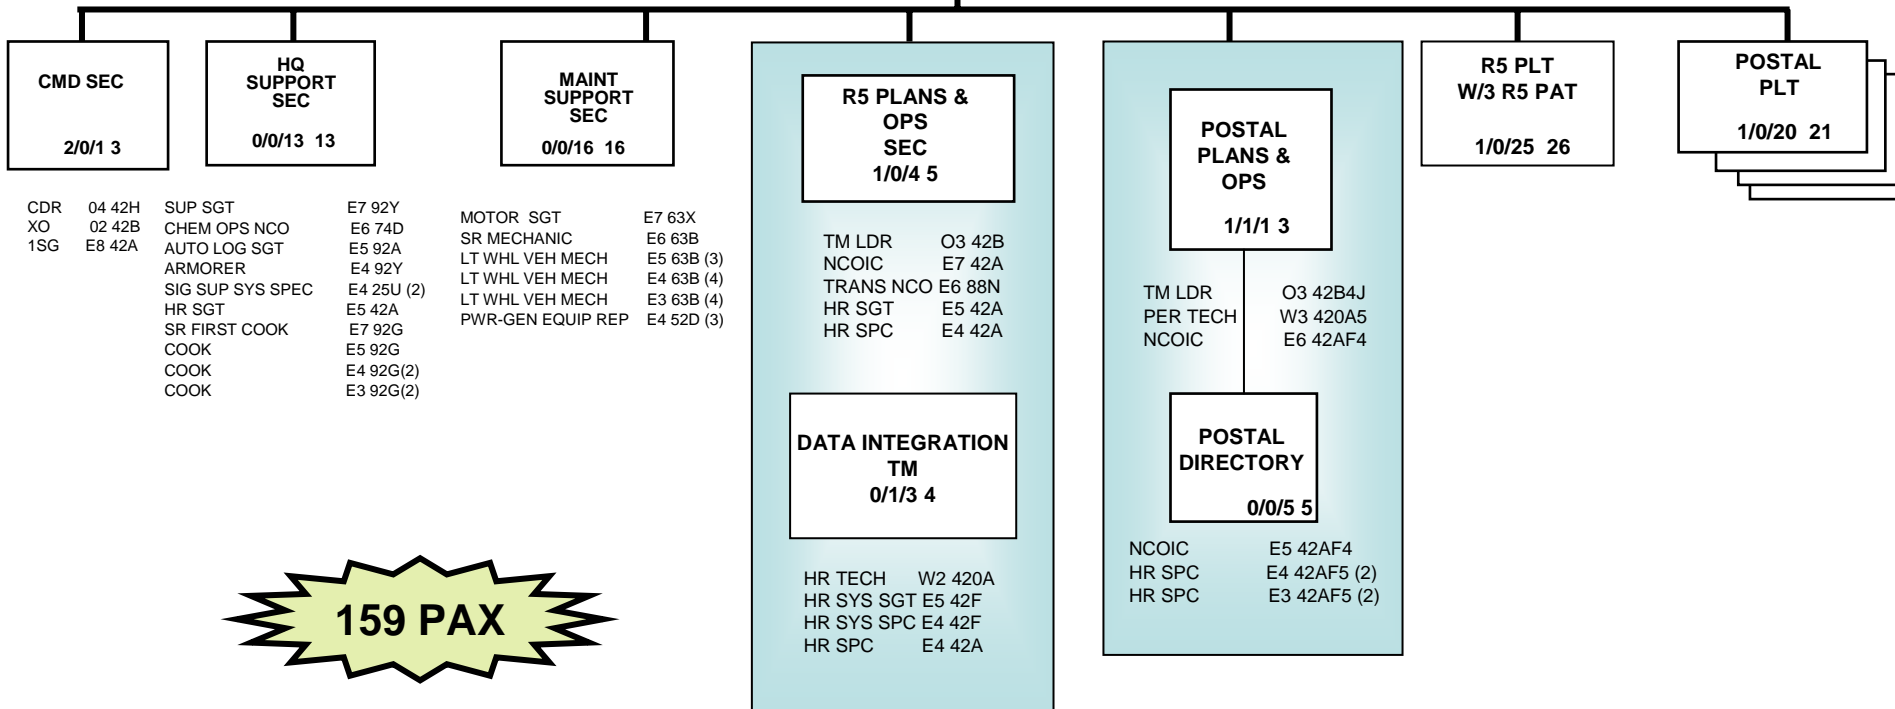 CMD SEC
2/0/1 3
CDR 04 42H
XO 02 42B
1SG E8 42A
HQ
SUPPORT
SEC
0/0/13 13
SUP SGT E7 92Y
CHEM OPS NCO E6 74D
AUTO LOG SGT E5 92A
ARMORER E4 92Y
SIG SUP SYS SPEC E4 25U (2)
HR SGT E5 42A
SR FIRST COOK E7 92G
COOK E5 92G
COOK E4 92G(2)
COOK E3 92G(2)
MAINT
SUPPORT
SEC
0/0/16 16
MOTOR SGT E7 63X
SR MECHANIC E6 63B
LT WHL VEH MECH E5 63B (3)
LT WHL VEH MECH E4 63B (4)
LT WHL VEH MECH E3 63B (4)
PWR-GEN EQUIP REP E4 52D (3)
R5 PLANS &
OPS
SEC
1/0/4 5
TM LDR O3 42B
NCOIC E7 42A
TRANS NCO E6 88N
HR SGT E5 42A
HR SPC E4 42A
DATA INTEGRATION
TM
0/1/3 4
HR TECH W2 420A
HR SYS SGT E5 42F
HR SYS SPC E4 42F
HR SPC E4 42A
POSTAL
PLANS &
OPS
1/1/1 3
TM LDR O3 42B4J
PER TECH W3 420A5
NCOIC E6 42AF4
POSTAL
DIRECTORY
0/0/5 5
NCOIC E5 42AF4
HR SPC E4 42AF5 (2)
HR SPC E3 42AF5 (2)
R5 PLT
W/3 R5 PAT
1/0/25 26
POSTAL
PLT
1/0/20 21
159 PAX